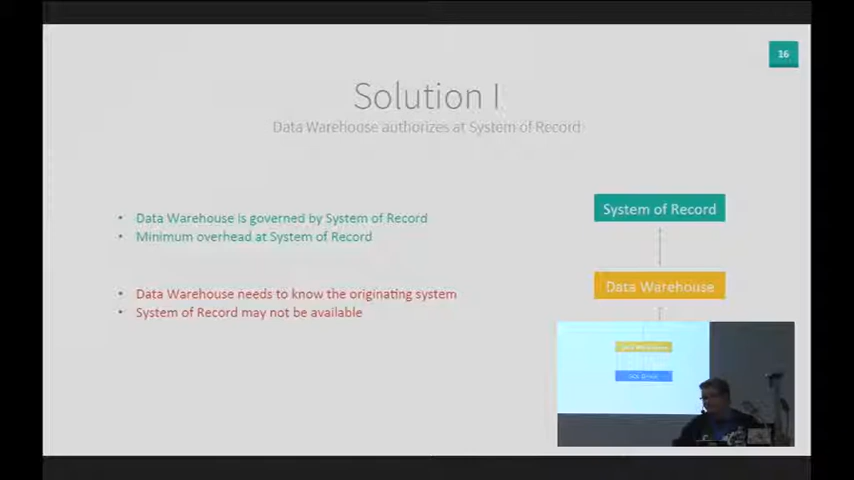 16
Solution I
Data Warehouse authorizes at System of Record
• Data Warehouse is governed by System of Record
• Minimum overhead at System of Record
• Data Warehouse needs to know the originating system
• System of Record may not be available
System of Record
Data Warehouse